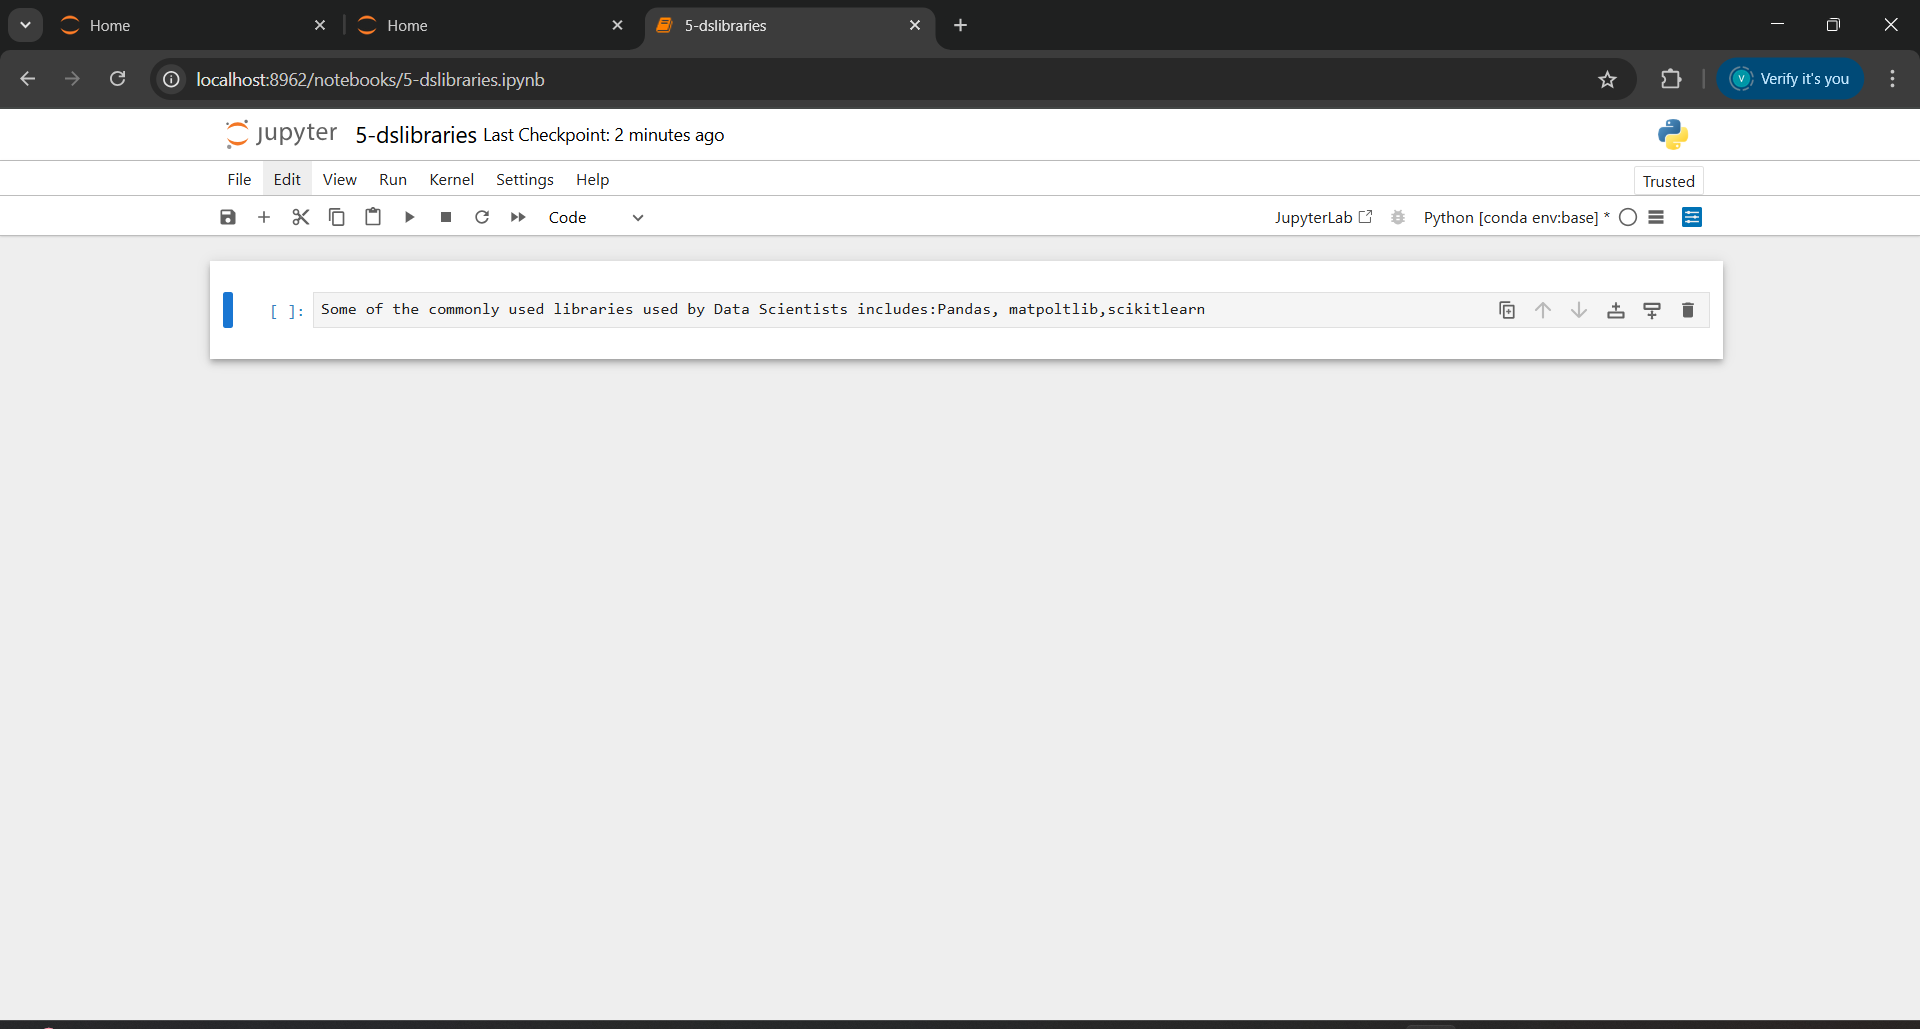 Home
Home
5-dslibraries
localhost:8962/notebooks/5-dslibraries.ipynb
V
Verify it's you
jupyter 5-dslibraries Last Checkpoint: 2 minutes ago
File Edit View Run Kernel Settings Help
Trusted
Code
JupyterLab
Python [conda env:base] *
[ ]: Some of the commonly used libraries used by Data Scientists includes:Pandas, matpoltlib,scikitlearn